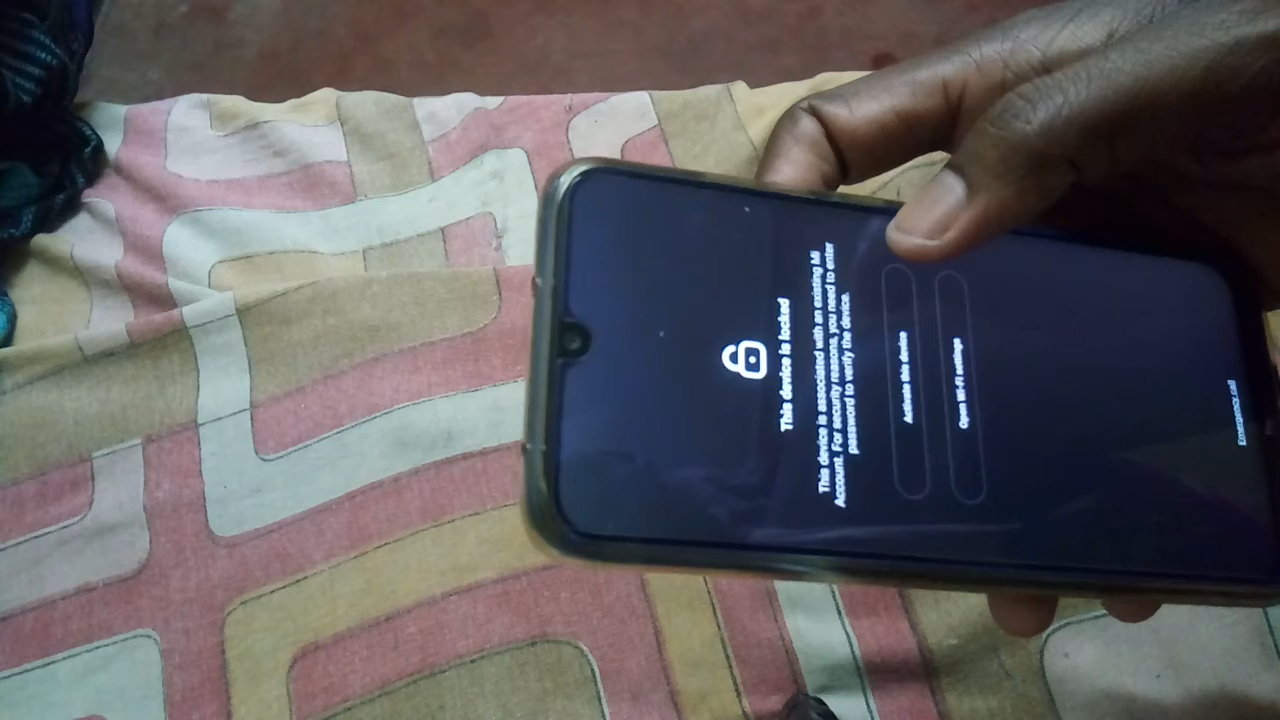 This device is locked
This device is associated with an existing Mi
Account. For security reasons, you need to enter
password to verify the device.
Activate this device
Open Wi-Fi settings
Emergency call